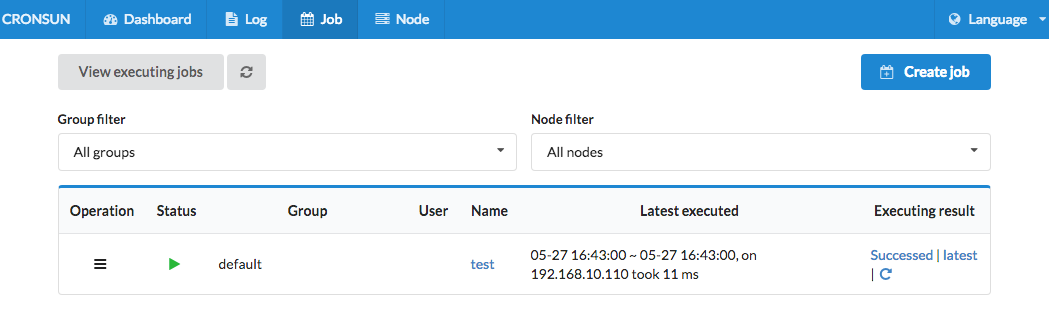 CRONSUN Dashboard Log Job Node Language
View executing jobs Create job
Group filter Node filter
All groups All nodes
Operation Status Group User Name Latest executed Executing result
default test 05-27 16:43:00 ~ 05-27 16:43:00, on Successed | latest
192.168.10.110 took 11 ms |